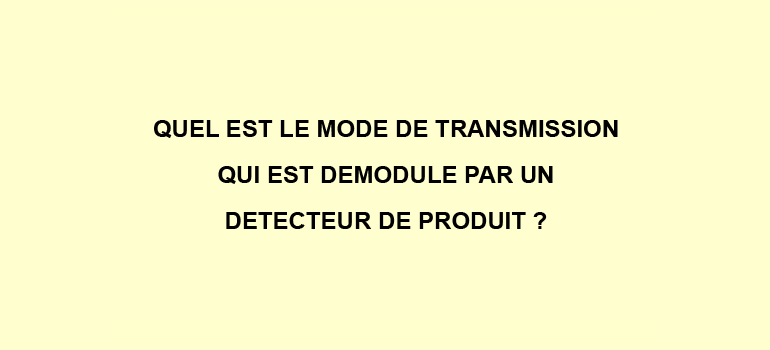 QUEL EST LE MODE DE TRANSMISSION
QUI EST DEMODULE PAR UN
DETECTEUR DE PRODUIT ?